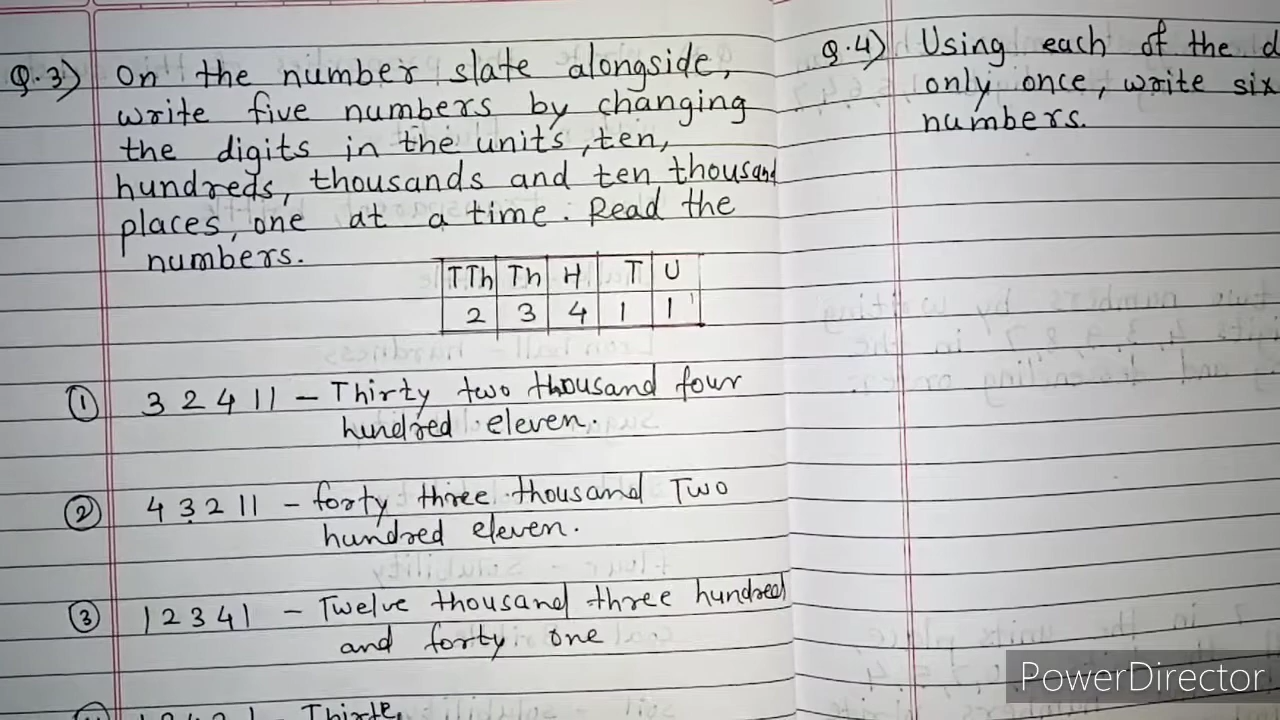 Q.3) On the number slate alongside,
write five numbers by changing
the digits in the units, ten,
hundreds, thousands and ten thousand
places, one at a time. Read the
numbers.
TTh Th H T U
2 3 4 1 1
① 32411 – Thirty two thousand four
hundred eleven.
② 43211 – forty three thousand Two
hundred eleven.
③ 12341 – Twelve thousand three hundred
and forty one
Q.4) Using each of the d
only once, write six
numbers.
PowerDirector